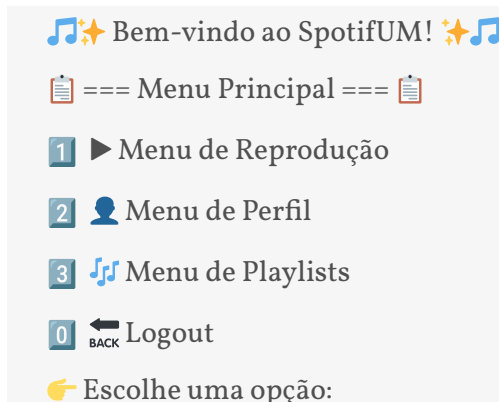 🎵✨ Bem-vindo ao SpotifUM! ✨🎵
📋 === Menu Principal === 📋
1️⃣ ▶ Menu de Reprodução
2️⃣ 👤 Menu de Perfil
3️⃣ 🎶 Menu de Playlists
0️⃣ 🔙 Logout
👉 Escolhe uma opção: